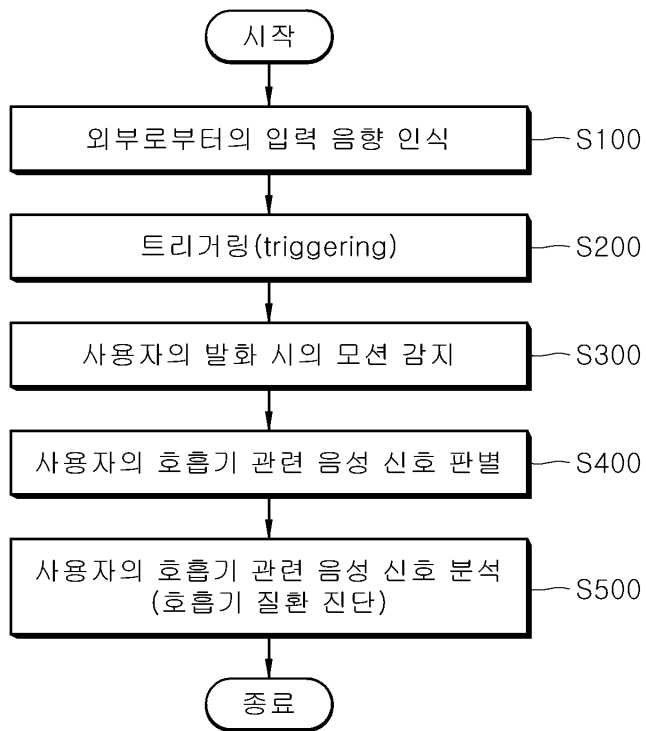 시작
외부로부터의 입력 음향 인식
S100
트리거링(triggering)
S200
사용자의 발화 시의 모션 감지
S300
사용자의 호흡기 관련 음성 신호 판별
S400
사용자의 호흡기 관련 음성 신호 분석
(호흡기 질환 진단)
S500
종료